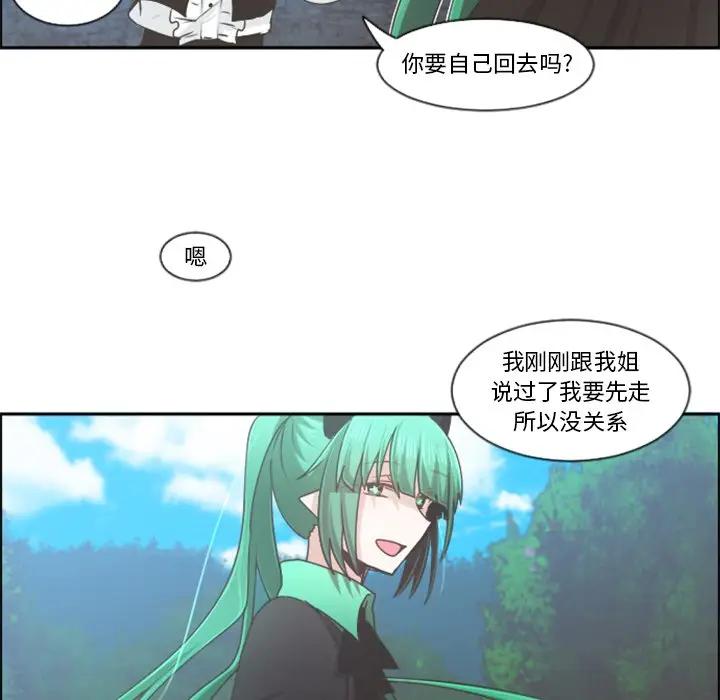 你要自己回去吗?
嗯
我刚刚跟我姐
说过了我要先走
所以没关系